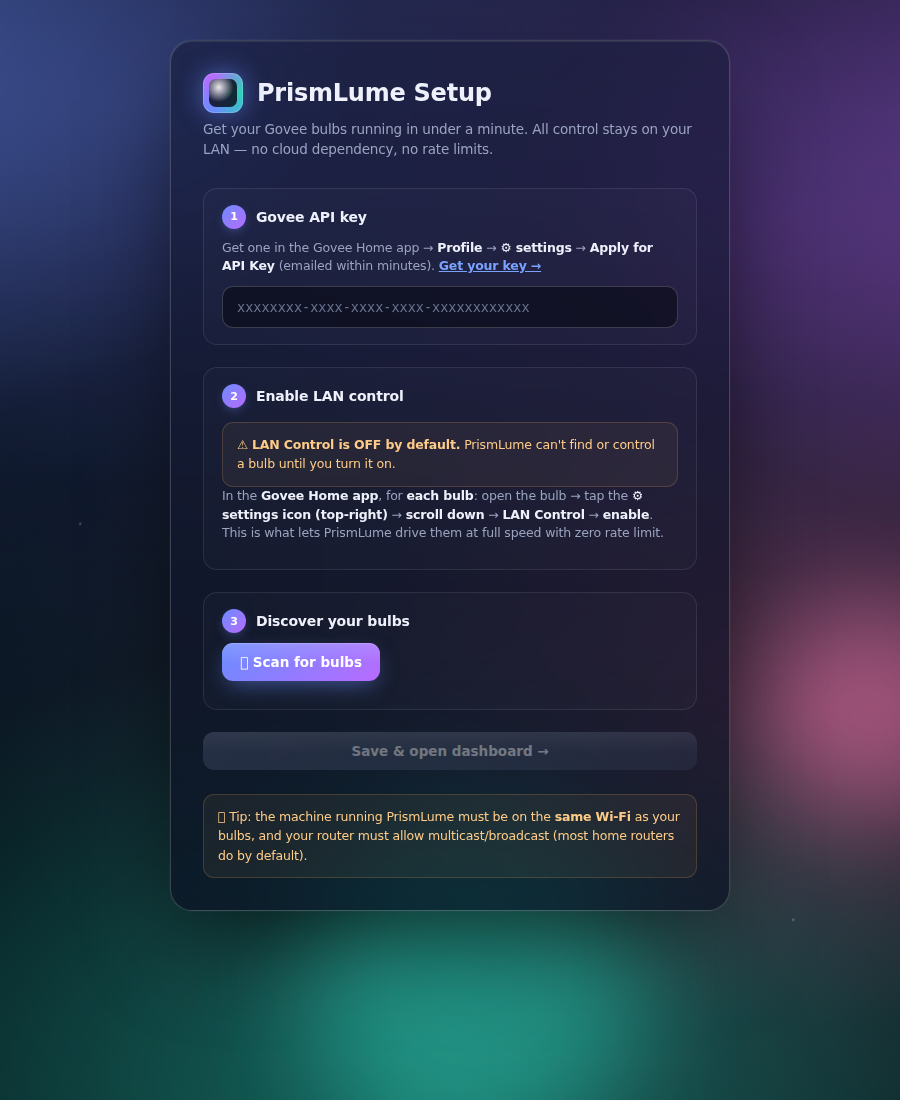 PrismLume Setup
Get your Govee bulbs running in under a minute. All control stays on your
LAN — no cloud dependency, no rate limits.
1 Govee API key
Get one in the Govee Home app → Profile → ⚙ settings → Apply for
API Key (emailed within minutes). Get your key →
xxxxxxxx-xxxx-xxxx-xxxx-xxxxxxxxxxxx
2 Enable LAN control
⚠ LAN Control is OFF by default. PrismLume can't find or control
a bulb until you turn it on.
In the Govee Home app, for each bulb: open the bulb → tap the ⚙
settings icon (top-right) → scroll down → LAN Control → enable.
This is what lets PrismLume drive them at full speed with zero rate limit.
3 Discover your bulbs
Scan for bulbs
Save & open dashboard →
Tip: the machine running PrismLume must be on the same Wi-Fi as your
bulbs, and your router must allow multicast/broadcast (most home routers
do by default).